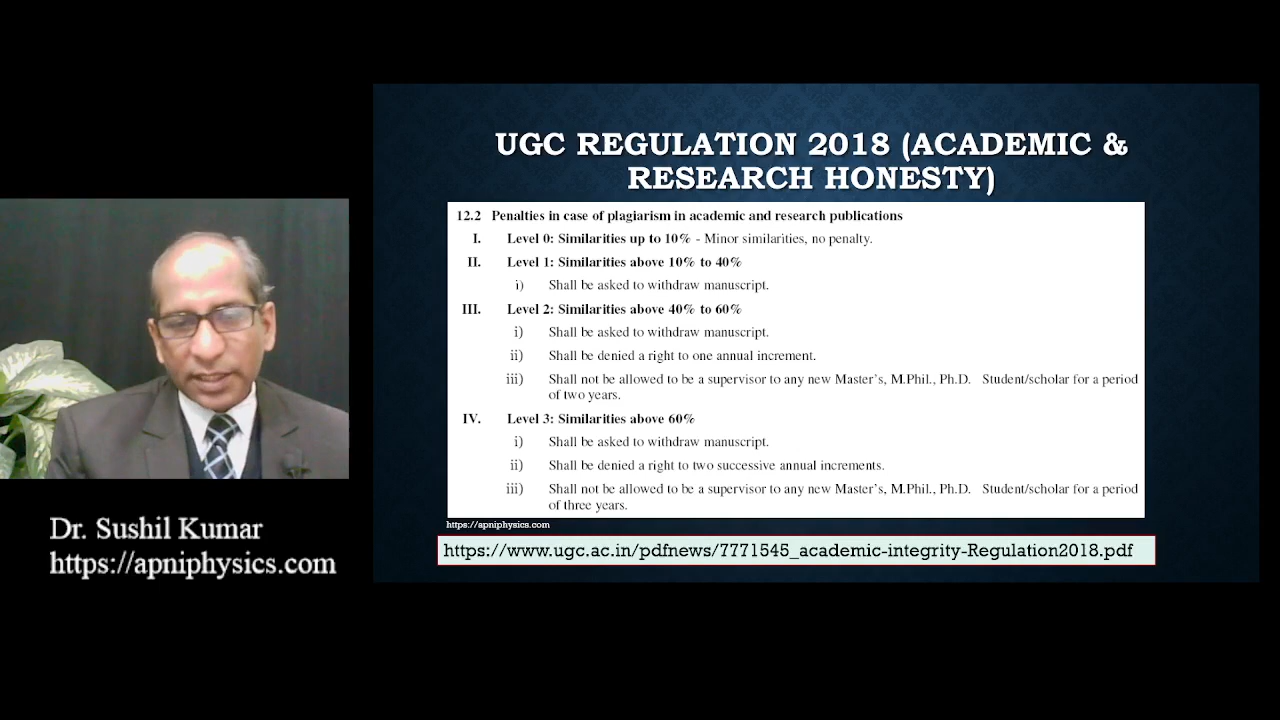 UGC REGULATION 2018 (ACADEMIC &
RESEARCH HONESTY)
12.2 Penalties in case of plagiarism in academic and research publications
I. Level 0: Similarities up to 10% - Minor similarities, no penalty.
II. Level 1: Similarities above 10% to 40%
i) Shall be asked to withdraw manuscript.
III. Level 2: Similarities above 40% to 60%
i) Shall be asked to withdraw manuscript.
ii) Shall be denied a right to one annual increment.
iii) Shall not be allowed to be a supervisor to any new Master's, M.Phil., Ph.D. Student/scholar for a period
of two years.
IV. Level 3: Similarities above 60%
i) Shall be asked to withdraw manuscript.
ii) Shall be denied a right to two successive annual increments.
iii) Shall not be allowed to be a supervisor to any new Master's, M.Phil., Ph.D. Student/scholar for a period
of three years.
https://apniphysics.com
https://www.ugc.ac.in/pdfnews/7771545_academic-integrity-Regulation2018.pdf
Dr. Sushil Kumar
https://apniphysics.com